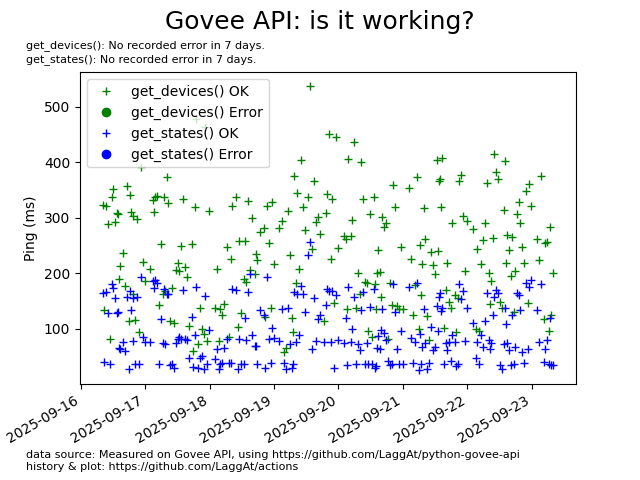 Govee API: is it working?
get_devices(): No recorded error in 7 days.
get_states(): No recorded error in 7 days.
get_devices() OK
get_devices() Error
get_states() OK
get_states() Error
Ping (ms)
500
400
300
200
100
2025-09-16
2025-09-17
2025-09-18
2025-09-19
2025-09-20
2025-09-21
2025-09-22
2025-09-23
data source: Measured on Govee API, using https://github.com/LaggAt/python-govee-api
history & plot: https://github.com/LaggAt/actions